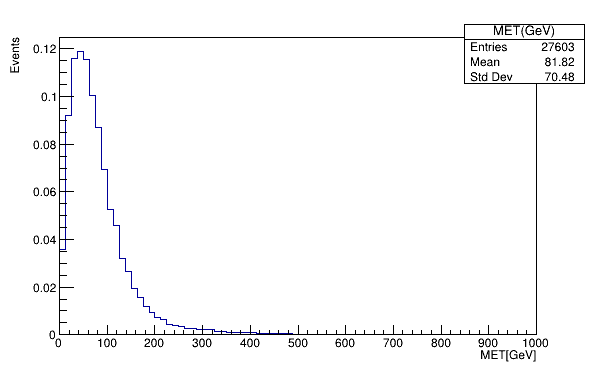 MET(GeV)
Entries 27603
Mean 81.82
Std Dev 70.48
Events
0.12
0.1
0.08
0.06
0.04
0.02
0
0 100 200 300 400 500 600 700 800 900 1000
MET[GeV]